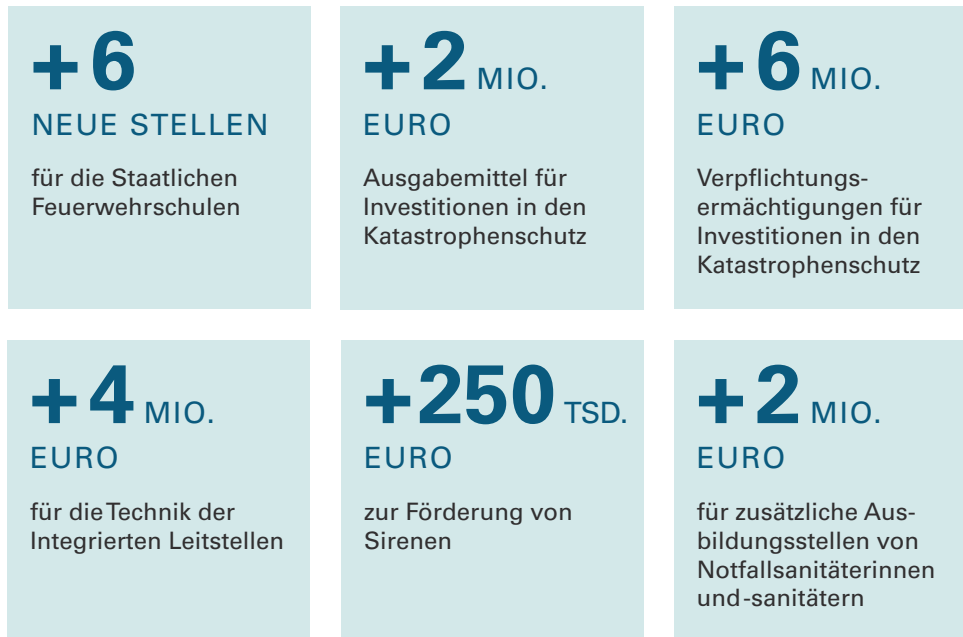 +6
NEUE STELLEN
für die Staatlichen
Feuerwehrschulen
+2 MIO.
EURO
Ausgabemittel für
Investitionen in den
Katastrophenschutz
+6 MIO.
EURO
Verpflichtungs-
ermächtigungen für
Investitionen in den
Katastrophenschutz
+4 MIO.
EURO
für die Technik der
Integrierten Leitstellen
+250 TSD.
EURO
zur Förderung von
Sirenen
+2 MIO.
EURO
für zusätzliche Aus-
bildungsstellen von
Notfallsanitäterinnen
und -sanitätern